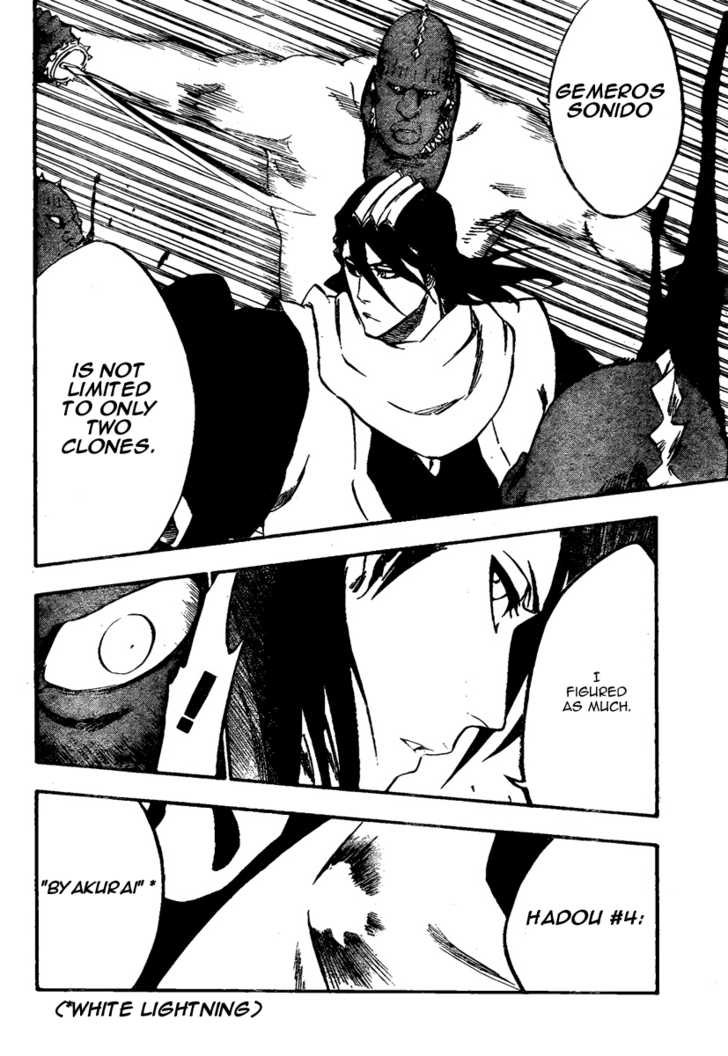 GEMEROS
SONIDO
IS NOT
LIMITED
TO ONLY
TWO
CLONES.
!
I
FIGURED
AS MUCH.
HADOU #4:
"BYAKURAI" *
(*WHITE LIGHTNING)